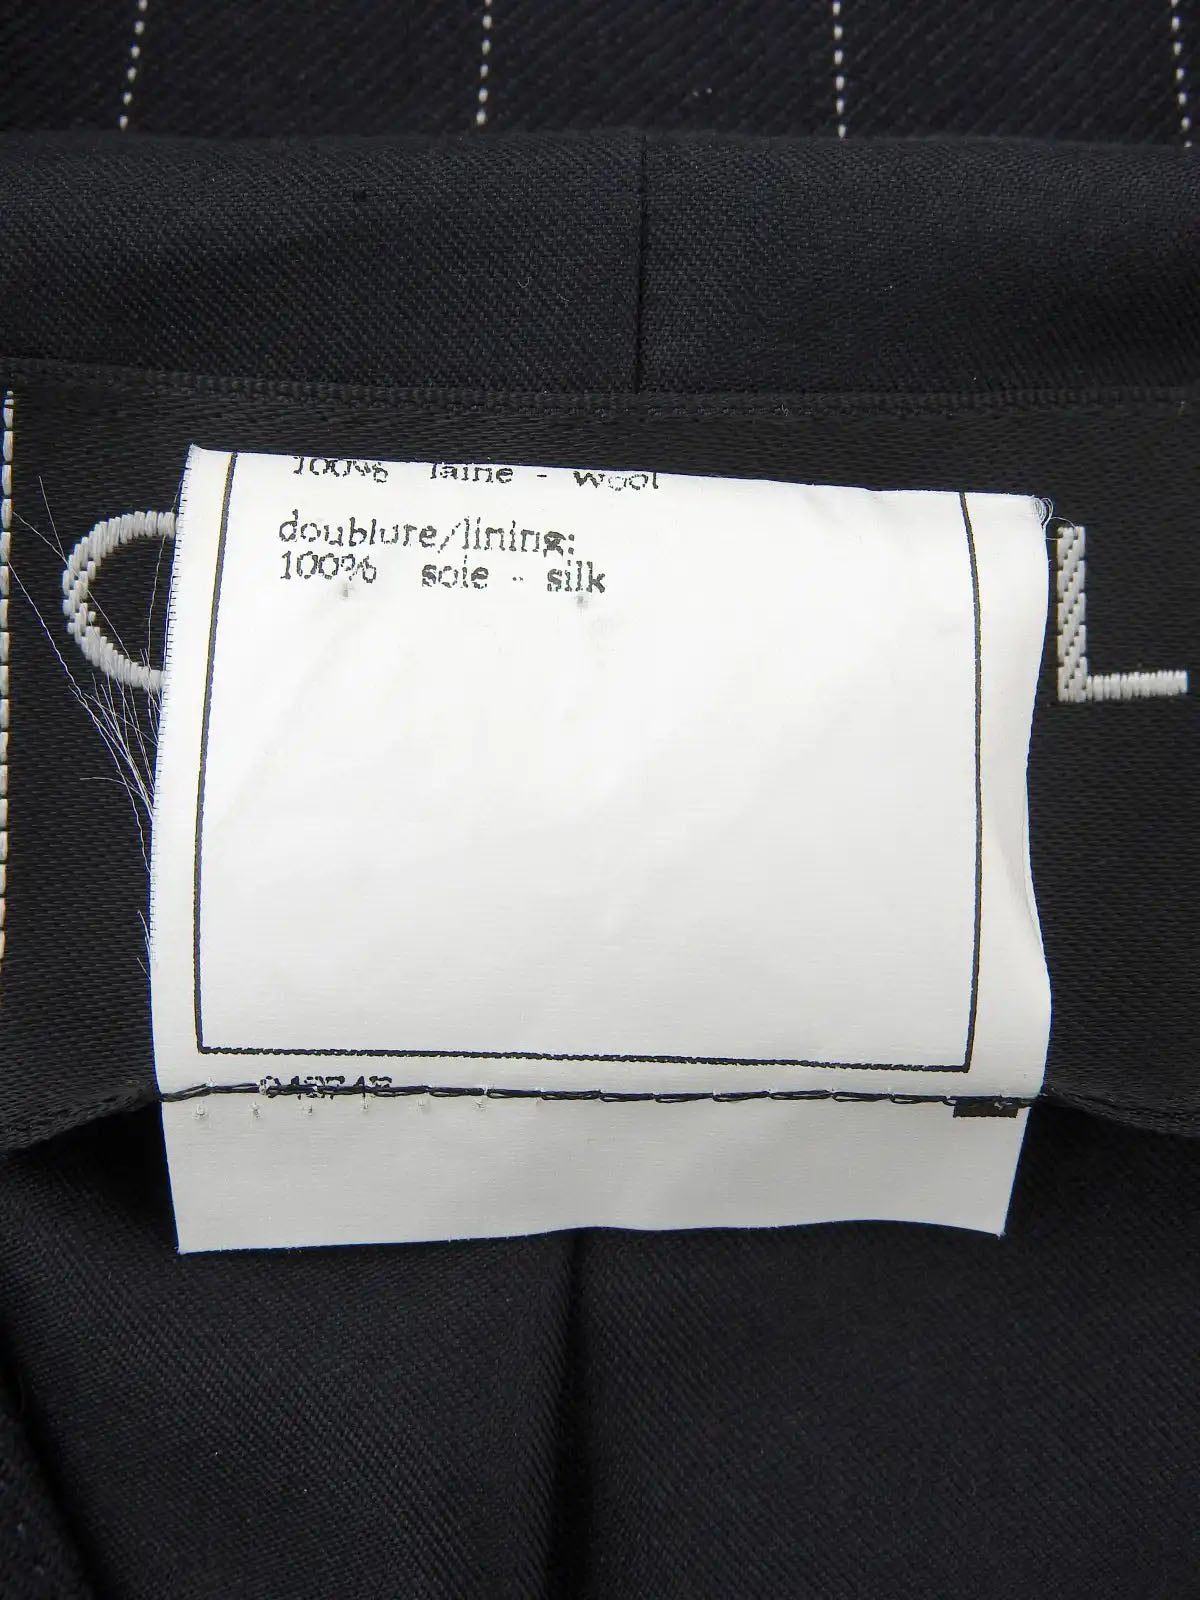 100% laine - wool
doublure/lining:
100% soie - silk
C L